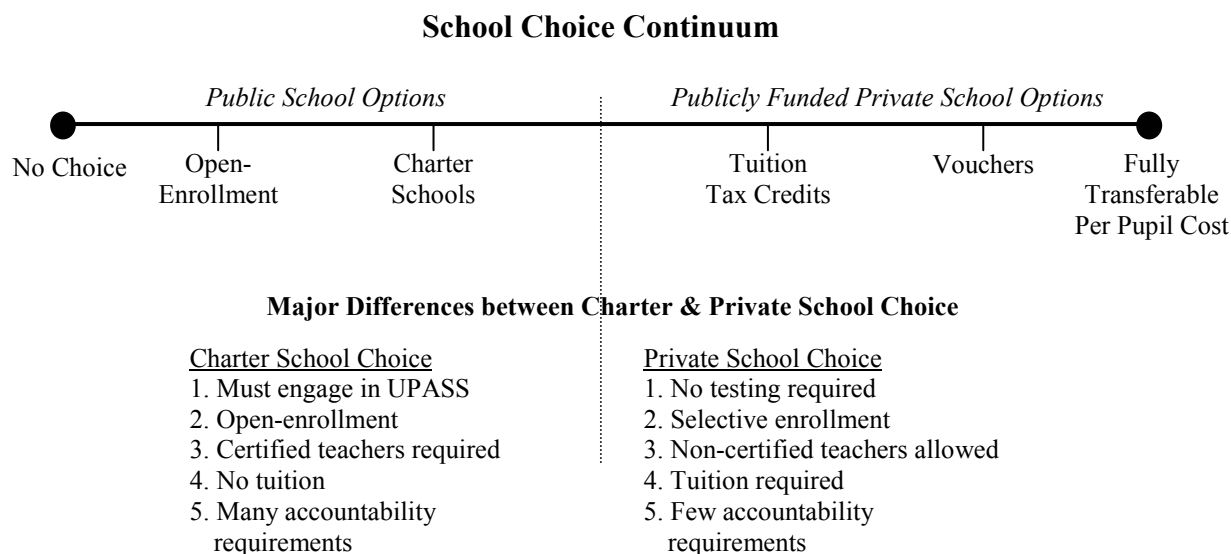 School Choice Continuum
Public School Options
Publicly Funded Private School Options
No Choice
Open-
Enrollment
Charter
Schools
Tuition
Tax Credits
Vouchers
Fully
Transferable
Per Pupil Cost
Major Differences between Charter & Private School Choice
Charter School Choice
1. Must engage in UPASS
2. Open-enrollment
3. Certified teachers required
4. No tuition
5. Many accountability
requirements
Private School Choice
1. No testing required
2. Selective enrollment
3. Non-certified teachers allowed
4. Tuition required
5. Few accountability
requirements